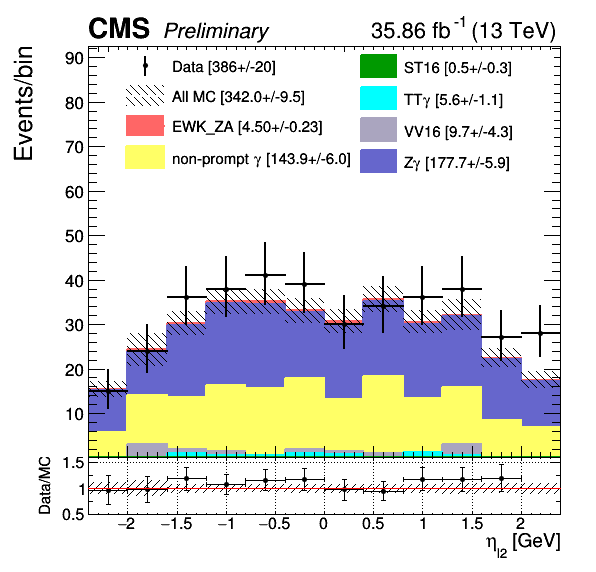 CMS Preliminary 35.86 fb⁻¹ (13 TeV)
Events/bin
90
80
70
60
50
40
30
20
10
Data [386+/-20]
All MC [342.0+/-9.5]
EWK_ZA [4.50+/-0.23]
non-prompt γ [143.9+/-6.0]
ST16 [0.5+/-0.3]
TTγ [5.6+/-1.1]
VV16 [9.7+/-4.3]
Zγ [177.7+/-5.9]
Data/MC
1.5
1
0.5
−2 −1.5 −1 −0.5 0 0.5 1 1.5 2
η_l2 [GeV]